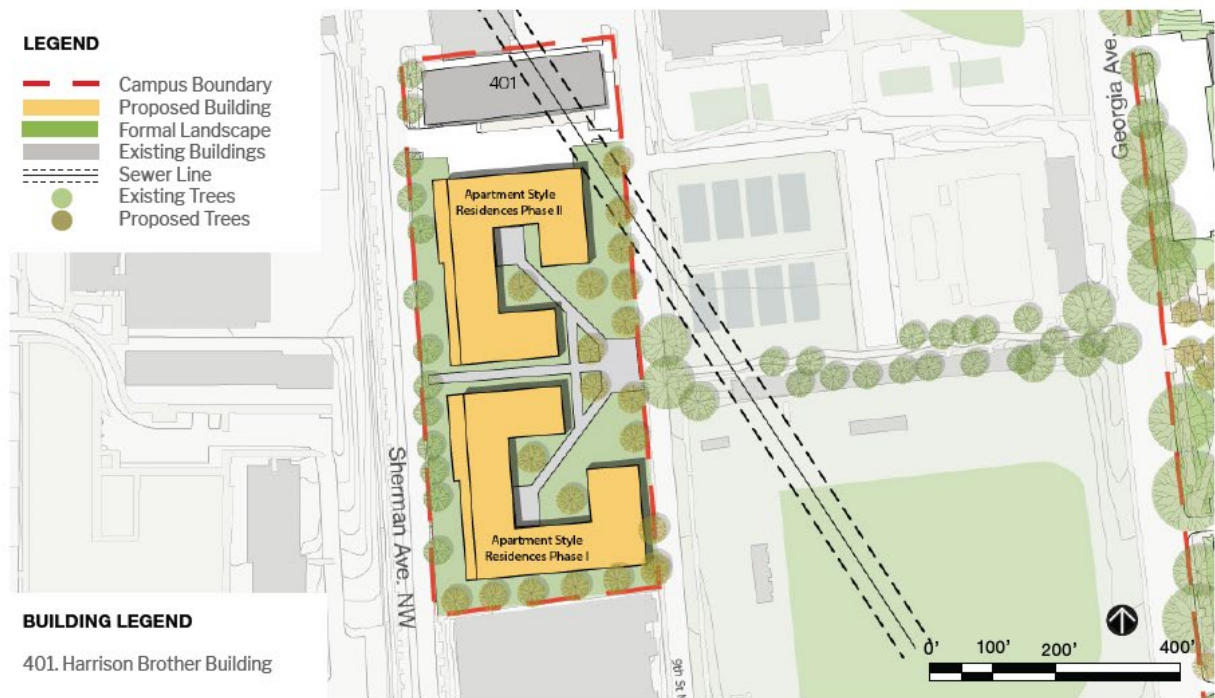 LEGEND
Campus Boundary
Proposed Building
Formal Landscape
Existing Buildings
Sewer Line
Existing Trees
Proposed Trees
401
Georgia Ave.
Apartment Style
Residences Phase II
Sherman Ave. NW
Apartment Style
Residences Phase I
9th St N
BUILDING LEGEND
401. Harrison Brother Building
0' 100' 200' 400'